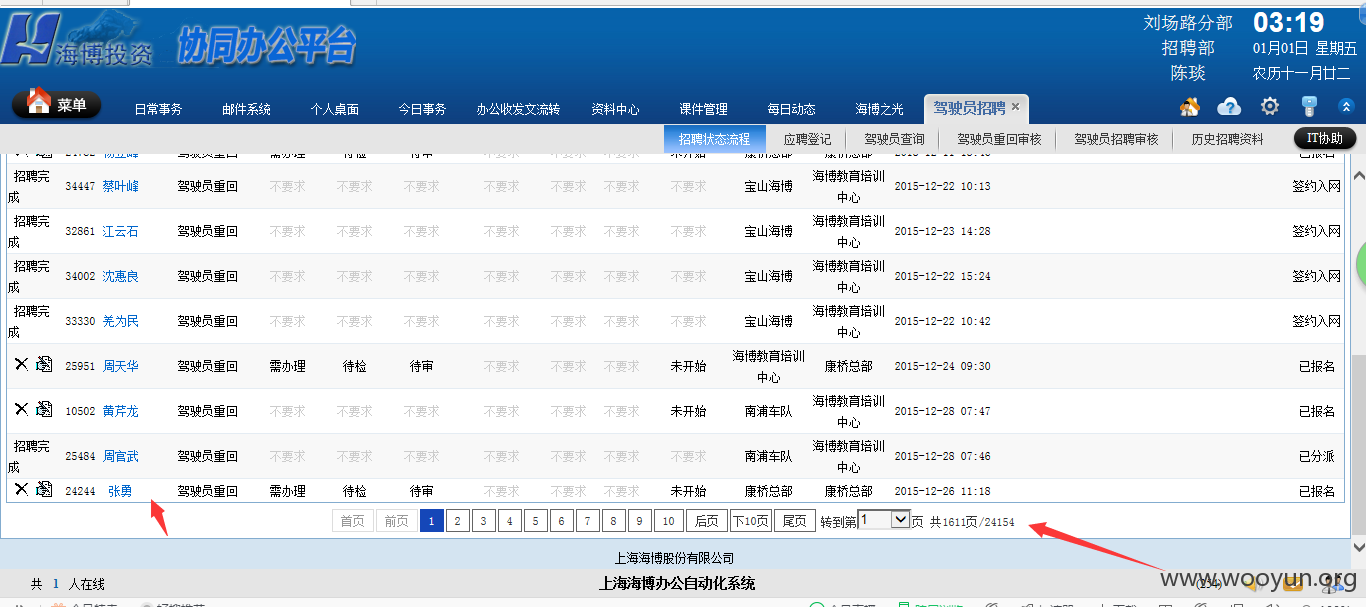 海博投资 协同办公平台
刘场路分部 03:19
招聘部 01月01日 星期五
陈琰 农历十一月廿二
菜单 日常事务 邮件系统 个人桌面 今日事务 办公收发文流转 资料中心 课件管理 每日动态 海博之光 驾驶员招聘 ×
招聘状态流程 应聘登记 驾驶员查询 驾驶员重回审核 驾驶员招聘审核 历史招聘资料 IT协助
招聘完成 34447 蔡叶峰 驾驶员重回 不要求 不要求 不要求 不要求 不要求 不要求 不要求 宝山海博 海博教育培训中心 2015-12-22 10:13 签约入网
招聘完成 32861 江云石 驾驶员重回 不要求 不要求 不要求 不要求 不要求 不要求 不要求 宝山海博 海博教育培训中心 2015-12-23 14:28 签约入网
招聘完成 34002 沈惠良 驾驶员重回 不要求 不要求 不要求 不要求 不要求 不要求 不要求 宝山海博 海博教育培训中心 2015-12-22 15:24 签约入网
招聘完成 33330 羌为民 驾驶员重回 不要求 不要求 不要求 不要求 不要求 不要求 不要求 宝山海博 海博教育培训中心 2015-12-22 10:42 签约入网
25951 周天华 驾驶员重回 需办理 待检 待审 不要求 不要求 不要求 未开始 海博教育培训中心 康桥总部 2015-12-24 09:30 已报名
10502 黄芹龙 驾驶员重回 不要求 不要求 不要求 不要求 不要求 不要求 未开始 南浦车队 海博教育培训中心 2015-12-28 07:47 已报名
招聘完成 25484 周官武 驾驶员重回 不要求 不要求 不要求 不要求 不要求 不要求 不要求 南浦车队 海博教育培训中心 2015-12-28 07:46 已分派
24244 张勇 驾驶员重回 需办理 待检 待审 不要求 不要求 不要求 未开始 康桥总部 康桥总部 2015-12-26 11:18 已报名
首页 前页 1 2 3 4 5 6 7 8 9 10 后页 下10页 尾页 转到第 1 页 共1611页/24154
上海海博股份有限公司
共 1 人在线 上海海博办公自动化系统
www.wooyun.org